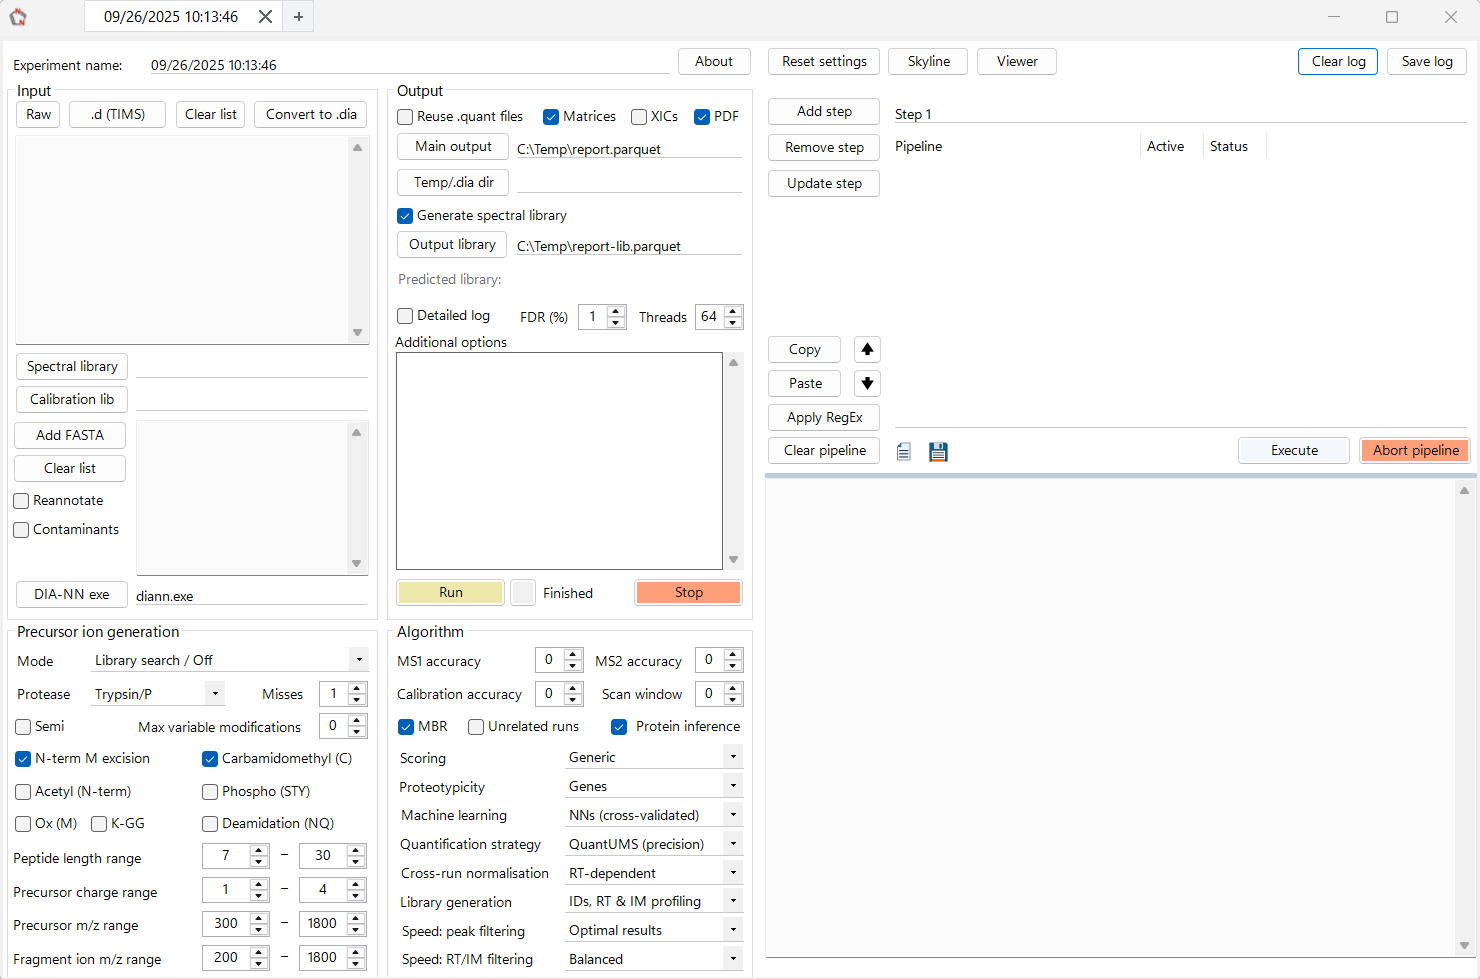 09/26/2025 10:13:46
Experiment name: 09/26/2025 10:13:46
About
Reset settings
Skyline
Viewer
Clear log
Save log
Input
Raw
.d (TIMS)
Clear list
Convert to .dia
Spectral library
Calibration lib
Add FASTA
Clear list
Reannotate
Contaminants
DIA-NN exe
diann.exe
Output
Reuse .quant files
Matrices
XICs
PDF
Main output
C:\Temp\report.parquet
Temp/.dia dir
Generate spectral library
Output library
C:\Temp\report-lib.parquet
Predicted library:
Detailed log
FDR (%) 1
Threads 64
Additional options
Run
Finished
Stop
Precursor ion generation
Mode Library search / Off
Protease Trypsin/P
Misses 1
Semi
Max variable modifications 0
N-term M excision
Carbamidomethyl (C)
Acetyl (N-term)
Phospho (STY)
Ox (M)
K-GG
Deamidation (NQ)
Peptide length range 7 – 30
Precursor charge range 1 – 4
Precursor m/z range 300 – 1800
Fragment ion m/z range 200 – 1800
Algorithm
MS1 accuracy 0
MS2 accuracy 0
Calibration accuracy 0
Scan window 0
MBR
Unrelated runs
Protein inference
Scoring Generic
Proteotypicity Genes
Machine learning NNs (cross-validated)
Quantification strategy QuantUMS (precision)
Cross-run normalisation RT-dependent
Library generation IDs, RT & IM profiling
Speed: peak filtering Optimal results
Speed: RT/IM filtering Balanced
Add step
Step 1
Remove step
Pipeline Active Status
Update step
Copy
Paste
Apply RegEx
Clear pipeline
Execute
Abort pipeline